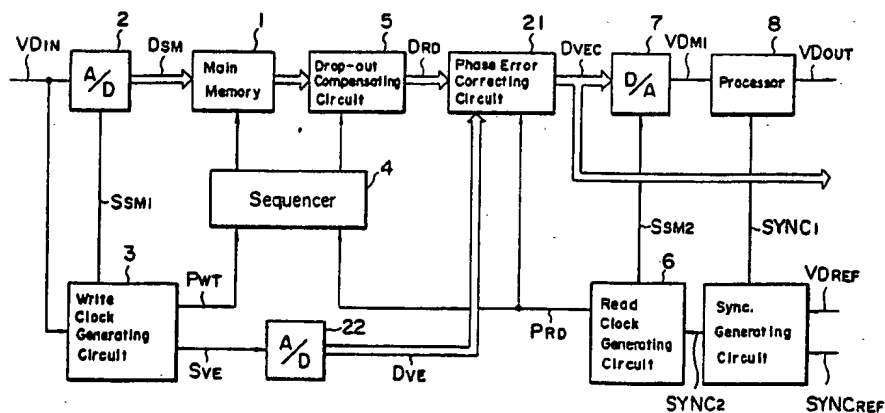 2 1 5 21 7 8
VDIN DSM DRD DVEC VDMI VDOUT
A/D
Main
Memory
Drop-out
Compensating
Circuit
Phase Error
Correcting
Circuit
D/A
Processor
4
Sequencer
SSM1
SSM2
SYNC1
3
6
Write
Clock
Generating
Circuit
PWT
SVE
22
A/D
DVE
PRD
Read
Clock
Generating
Circuit
Sync.
Generating
Circuit
VDREF
SYNC2
SYNCREF